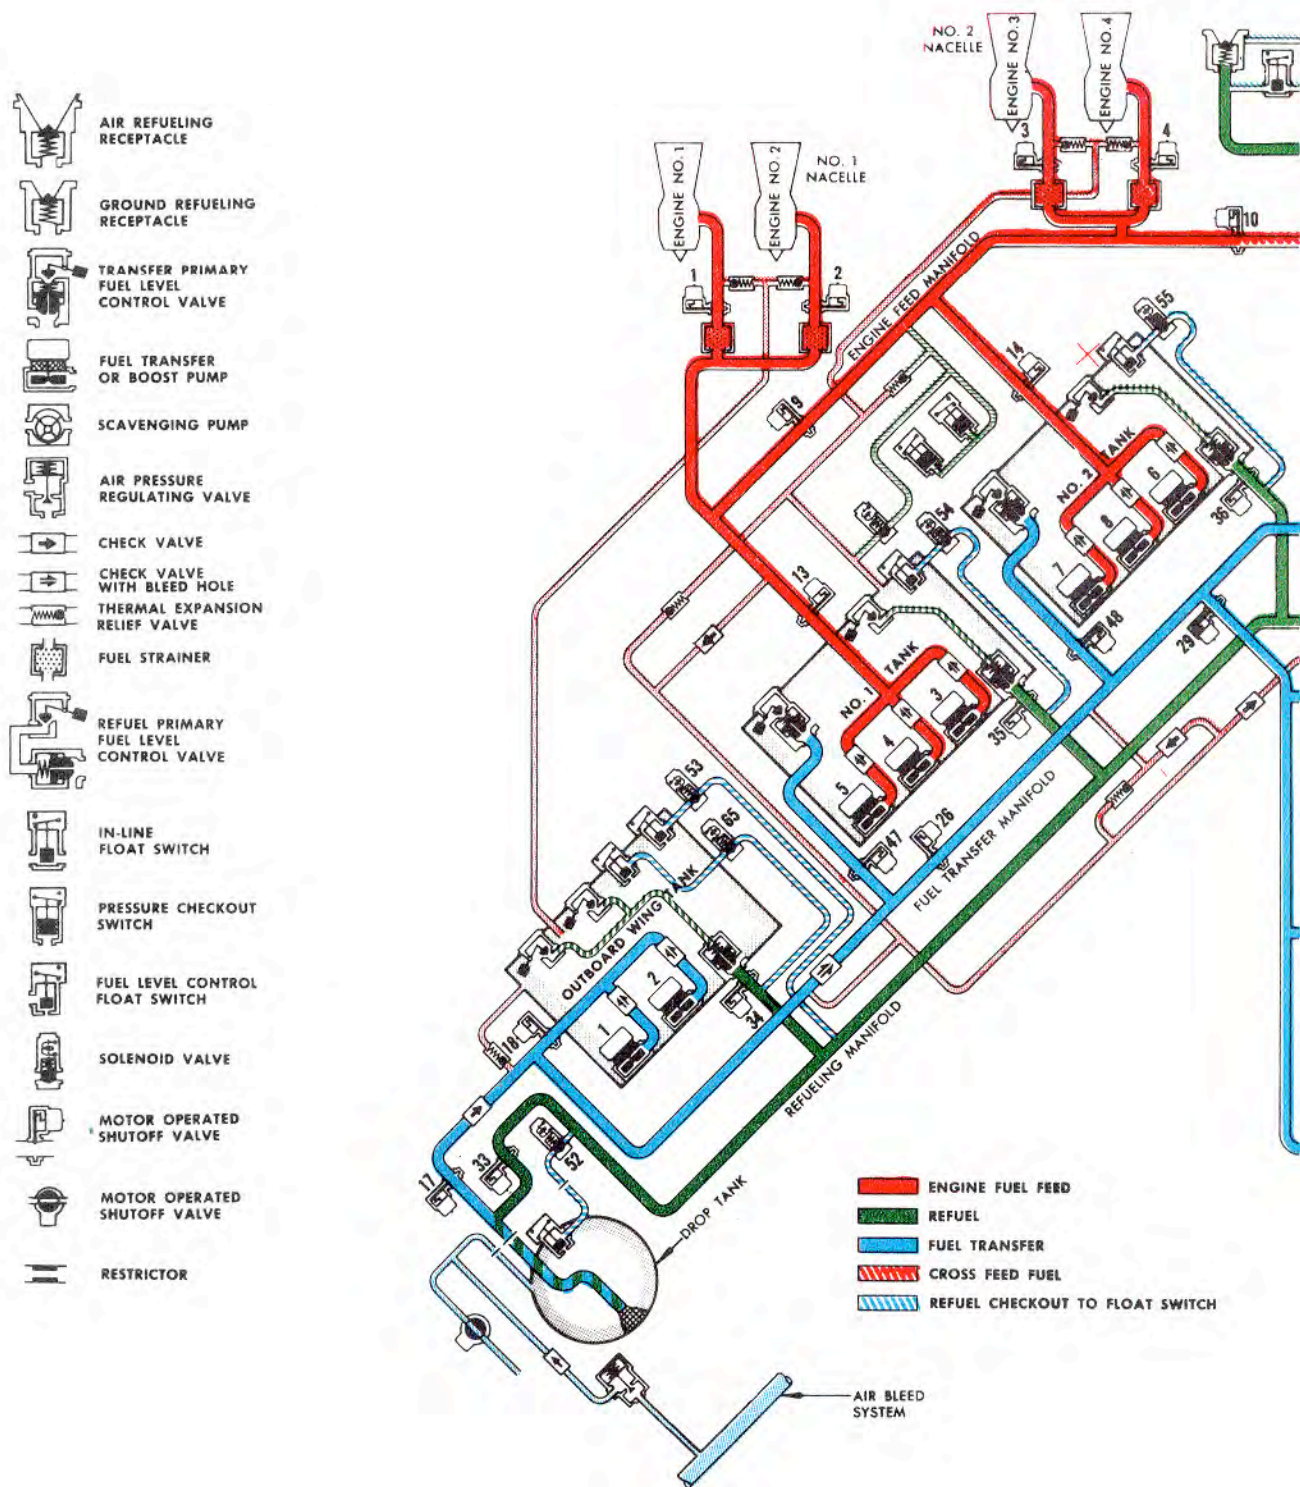 AIR REFUELING
RECEPTACLE
GROUND REFUELING
RECEPTACLE
TRANSFER PRIMARY
FUEL LEVEL
CONTROL VALVE
FUEL TRANSFER
OR BOOST PUMP
SCAVENGING PUMP
AIR PRESSURE
REGULATING VALVE
CHECK VALVE
CHECK VALVE
WITH BLEED HOLE
THERMAL EXPANSION
RELIEF VALVE
FUEL STRAINER
REFUEL PRIMARY
FUEL LEVEL
CONTROL VALVE
IN-LINE
FLOAT SWITCH
PRESSURE CHECKOUT
SWITCH
FUEL LEVEL CONTROL
FLOAT SWITCH
SOLENOID VALVE
MOTOR OPERATED
SHUTOFF VALVE
MOTOR OPERATED
SHUTOFF VALVE
RESTRICTOR
NO. 2
NACELLE
ENGINE NO. 3
ENGINE NO. 4
3
4
10
ENGINE NO. 1
ENGINE NO. 2
NO. 1
NACELLE
1
2
ENGINE FEED MANIFOLD
9
14
55
NO. 2 TANK
6
8
7
36
54
13
48
29
NO. 1 TANK
3
4
5
35
47
26
53
65
FUEL TRANSFER MANIFOLD
OUTBOARD WING TANK
2
1
34
18
REFUELING MANIFOLD
17
33
52
DROP TANK
ENGINE FUEL FEED
REFUEL
FUEL TRANSFER
CROSS FEED FUEL
REFUEL CHECKOUT TO FLOAT SWITCH
AIR BLEED
SYSTEM